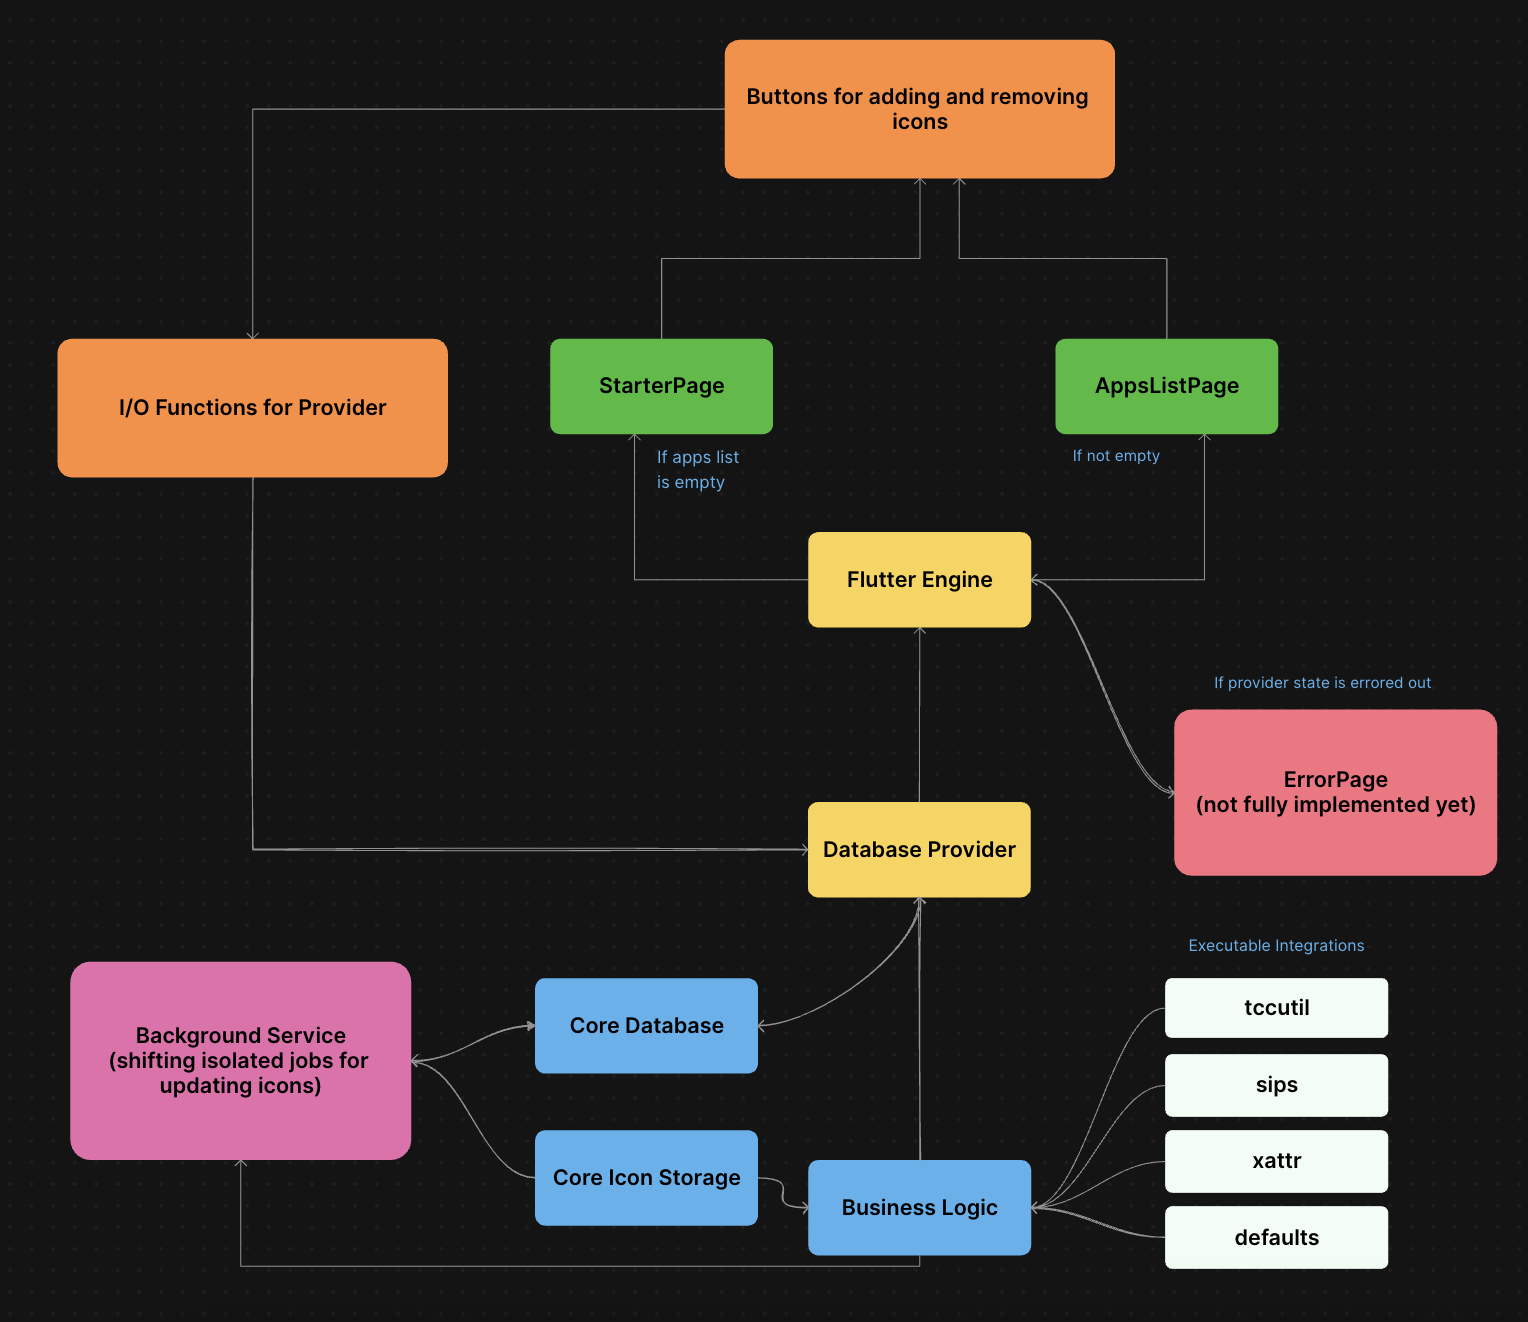 Buttons for adding and removing
icons
I/O Functions for Provider
StarterPage
AppsListPage
If apps list
is empty
If not empty
Flutter Engine
If provider state is errored out
ErrorPage
(not fully implemented yet)
Database Provider
Executable Integrations
Background Service
(shifting isolated jobs for
updating icons)
Core Database
Core Icon Storage
Business Logic
tccutil
sips
xattr
defaults